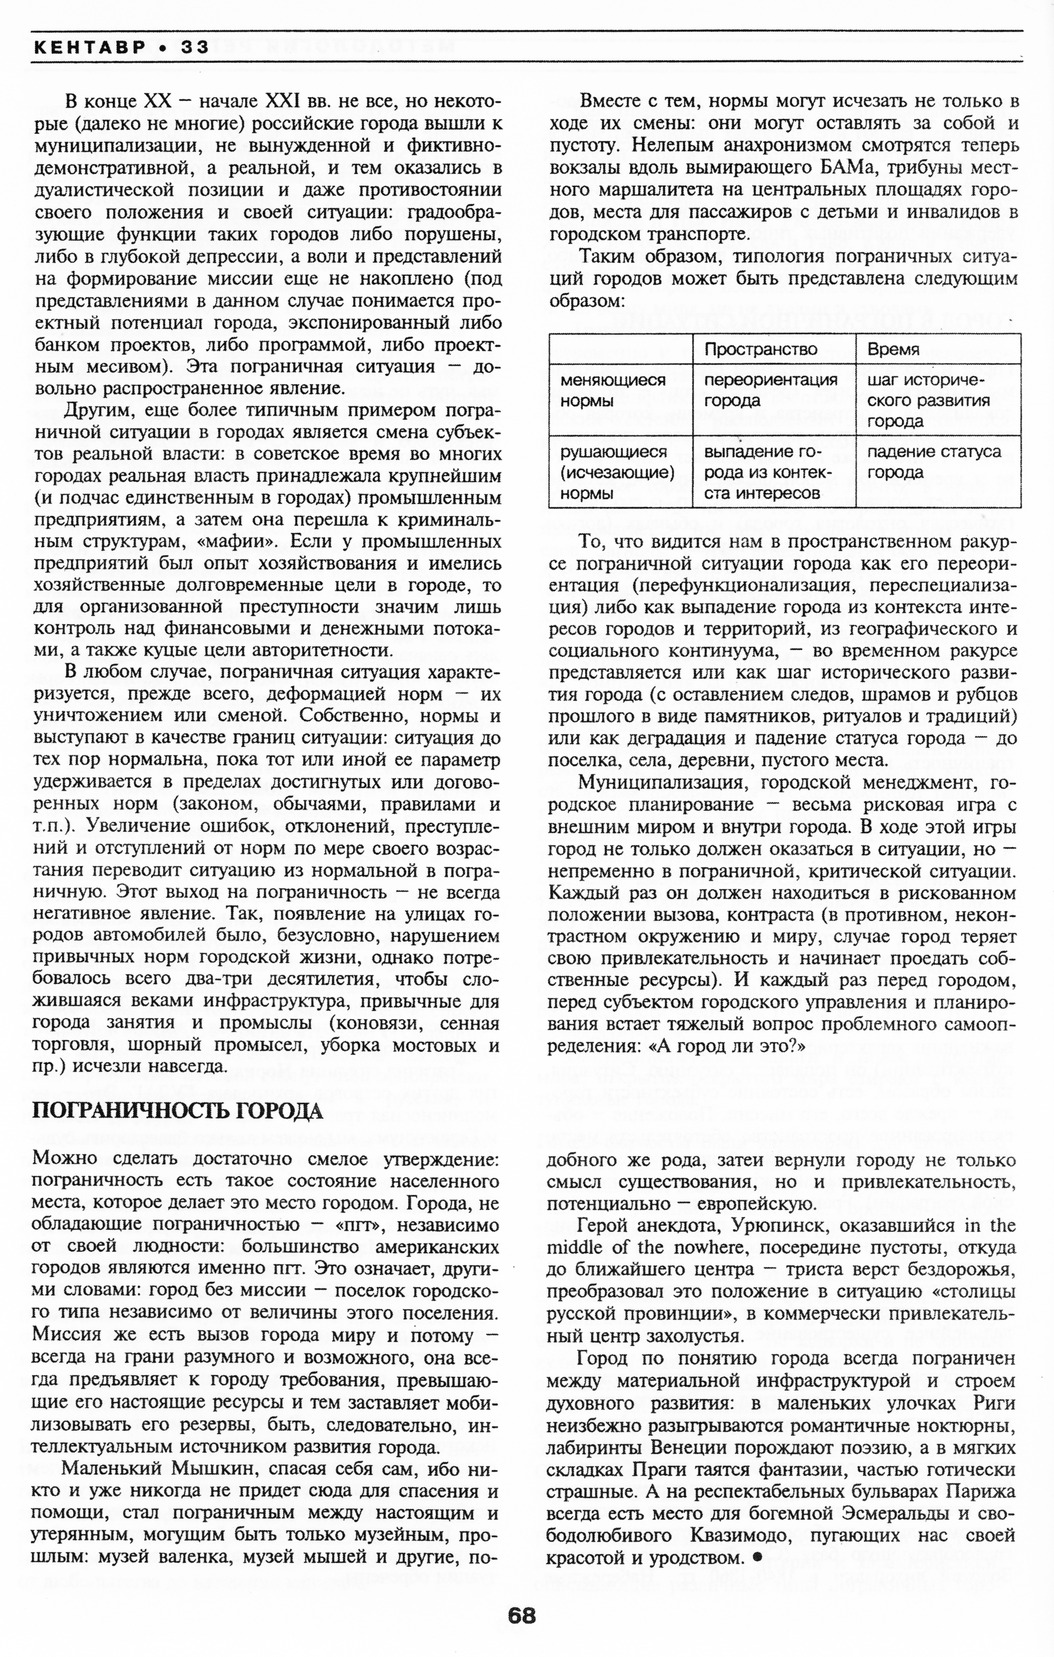 КЕНТАВР • 33
В конце XX — начале XXI вв. не все, но некото-
рые (далеко не многие) российские города вышли к
муниципализации, не вынужденной и фиктивно-
демонстративной, а реальной, и тем оказались в
дуалистической позиции и даже противостоянии
своего положения и своей ситуации: градообра-
зующие функции таких городов либо порушены,
либо в глубокой депрессии, а воли и представлений
на формирование миссии еще не накоплено (под
представлениями в данном случае понимается про-
ектный потенциал города, экспонированный либо
банком проектов, либо программой, либо проект-
ным месивом). Эта пограничная ситуация — до-
вольно распространенное явление.
Другим, еще более типичным примером погра-
ничной ситуации в городах является смена субъек-
тов реальной власти: в советское время во многих
городах реальная власть принадлежала крупнейшим
(и подчас единственным в городах) промышленным
предприятиям, а затем она перешла к криминаль-
ным структурам, «мафии». Если у промышленных
предприятий был опыт хозяйствования и имелись
хозяйственные долговременные цели в городе, то
для организованной преступности значим лишь
контроль над финансовыми и денежными потока-
ми, а также куцые цели авторитетности.
В любом случае, пограничная ситуация характе-
ризуется, прежде всего, деформацией норм — их
уничтожением или сменой. Собственно, нормы и
выступают в качестве границ ситуации: ситуация до
тех пор нормальна, пока тот или иной ее параметр
удерживается в пределах достигнутых или догово-
ренных норм (законом, обычаями, правилами и
т.п.). Увеличение ошибок, отклонений, преступле-
ний и отступлений от норм по мере своего возрас-
тания переводит ситуацию из нормальной в погра-
ничную. Этот выход на пограничность — не всегда
негативное явление. Так, появление на улицах го-
родов автомобилей было, безусловно, нарушением
привычных норм городской жизни, однако потре-
бовалось всего два-три десятилетия, чтобы сло-
жившаяся веками инфраструктура, привычные для
города занятия и промыслы (коновязи, сенная
торговля, шорный промысел, уборка мостовых и
пр.) исчезли навсегда.
Вместе с тем, нормы могут исчезать не только в
ходе их смены: они могут оставлять за собой и
пустоту. Нелепым анахронизмом смотрятся теперь
вокзалы вдоль вымирающего БАМа, трибуны мест-
ного маршалитета на центральных площадях горо-
дов, места для пассажиров с детьми и инвалидов в
городском транспорте.
Таким образом, типология пограничных ситуа-
ций городов может быть представлена следующим
образом:
Пространство Время
меняющиеся переориентация шаг историче-
нормы города ского развития
города
рушающиеся выпадение го- падение статуса
(исчезающие) рода из контек- города
нормы ста интересов
То, что видится нам в пространственном ракур-
се пограничной ситуации города как его переори-
ентация (перефункционализация, переспециализа-
ция) либо как выпадение города из контекста инте-
ресов городов и территорий, из географического и
социального континуума, — во временном ракурсе
представляется или как шаг исторического разви-
тия города (с оставлением следов, шрамов и рубцов
прошлого в виде памятников, ритуалов и традиций)
или как деградация и падение статуса города — до
поселка, села, деревни, пустого места.
Муниципализация, городской менеджмент, го-
родское планирование — весьма рисковая игра с
внешним миром и внутри города. В ходе этой игры
город не только должен оказаться в ситуации, но —
непременно в пограничной, критической ситуации.
Каждый раз он должен находиться в рискованном
положении вызова, контраста (в противном, некон-
трастном окружению и миру, случае город теряет
свою привлекательность и начинает проедать соб-
ственные ресурсы). И каждый раз перед городом,
перед субъектом городского управления и планиро-
вания встает тяжелый вопрос проблемного самооп-
ределения: «А город ли это?»
ПОГРАНИЧНОСТЬ ГОРОДА
Можно сделать достаточно смелое утверждение:
пограничность есть такое состояние населенного
места, которое делает это место городом. Города, не
обладающие пограничностью — «пгт», независимо
от своей людности: большинство американских
городов являются именно пгт. Это означает, други-
ми словами: город без миссии — поселок городско-
го типа независимо от величины этого поселения.
Миссия же есть вызов города миру и потому —
всегда на грани разумного и возможного, она все-
гда предъявляет к городу требования, превышаю-
щие его настоящие ресурсы и тем заставляет моби-
лизовывать его резервы, быть, следовательно, ин-
теллектуальным источником развития города.
Маленький Мышкин, спасая себя сам, ибо ни-
кто и уже никогда не придет сюда для спасения и
помощи, стал пограничным между настоящим и
утерянным, могущим быть только музейным, про-
шлым: музей валенка, музей мышей и другие, по-
добного же рода, затеи вернули городу не только
смысл существования, но и привлекательность,
потенциально — европейскую.
Герой анекдота, Урюпинск, оказавшийся in the
middle of the nowhere, посередине пустоты, откуда
до ближайшего центра — триста верст бездорожья,
преобразовал это положение в ситуацию «столицы
русской провинции», в коммерчески привлекатель-
ный центр захолустья.
Город по понятию города всегда пограничен
между материальной инфраструктурой и строем
духовного развития: в маленьких улочках Риги
неизбежно разыгрываются романтичные ноктюрны,
лабиринты Венеции порождают поэзию, а в мягких
складках Праги таятся фантазии, частью готически
страшные. А на респектабельных бульварах Парижа
всегда есть место для богемной Эсмеральды и сво-
бодолюбивого Квазимодо, пугающих нас своей
красотой и уродством. •
68